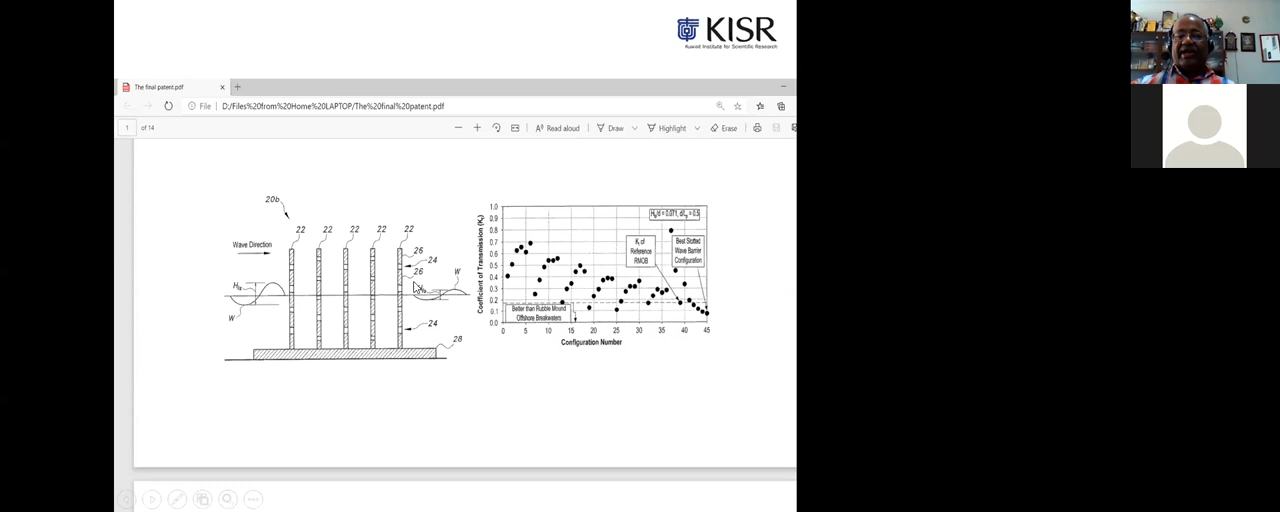 KISR
Kuwait Institute for Scientific Research
The final patent.pdf
File D:/Files%20from%20Home%20LAPTOP/The%20final%20patent.pdf
1 of 14
Read aloud Draw Highlight Erase
20b
22 22 22 22 22
Wave Direction
26
24
26
W
W
24
28
Coefficient of Transmission (Kt)
1.0
0.9
0.8
0.7
0.6
0.5
0.4
0.3
0.2
0.1
0.0
Kt of
Reference
RMOB
Best Slotted
Wave Barrier
Configuration
Better than Rubble Mound
Offshore Breakwaters
0 5 10 15 20 25 30 35 40 45
Configuration Number